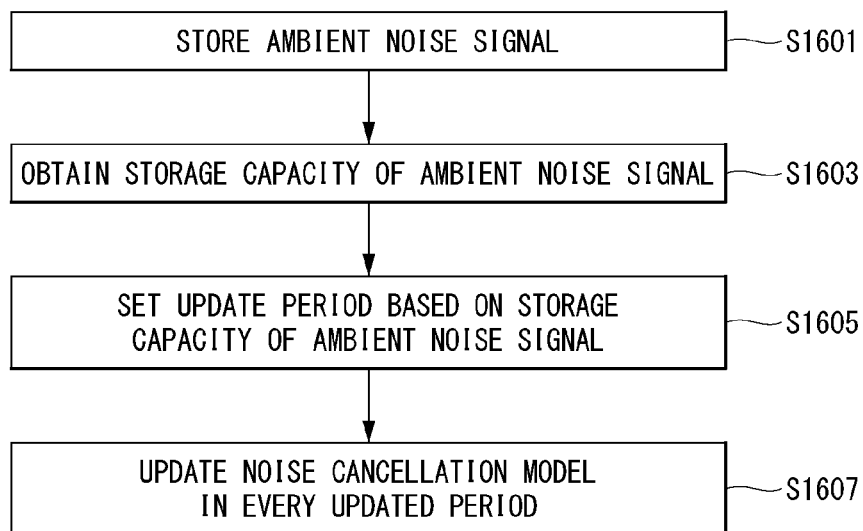 STORE AMBIENT NOISE SIGNAL
S1601
OBTAIN STORAGE CAPACITY OF AMBIENT NOISE SIGNAL
S1603
SET UPDATE PERIOD BASED ON STORAGE
CAPACITY OF AMBIENT NOISE SIGNAL
S1605
UPDATE NOISE CANCELLATION MODEL
IN EVERY UPDATED PERIOD
S1607